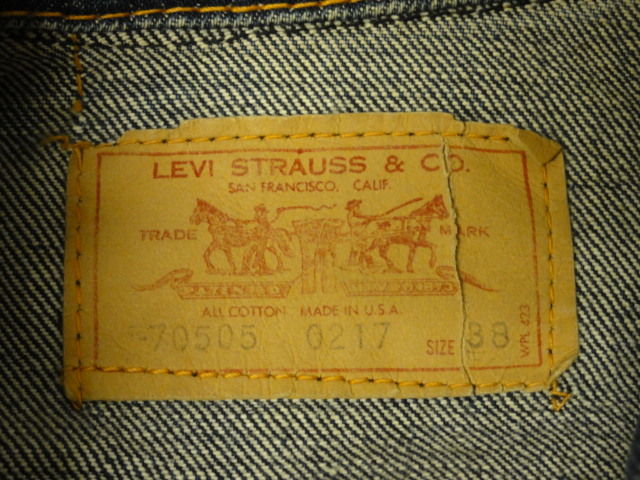 LEVI STRAUSS & CO.
SAN FRANCISCO, CALIF.
TRADE MARK
ALL COTTON MADE IN U.S.A.
70505 0217 SIZE 38
WPL 423